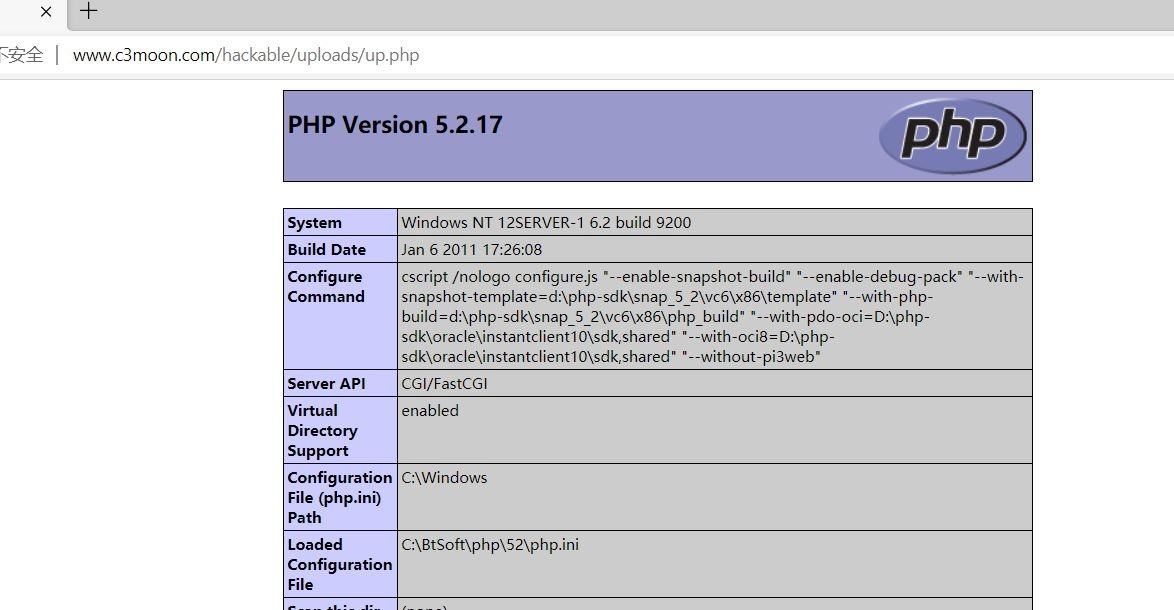 不安全 www.c3moon.com/hackable/uploads/up.php
PHP Version 5.2.17
php
System Windows NT 12SERVER-1 6.2 build 9200
Build Date Jan 6 2011 17:26:08
Configure cscript /nologo configure.js "--enable-snapshot-build" "--enable-debug-pack" "--with-
Command snapshot-template=d:\php-sdk\snap_5_2\vc6\x86\template" "--with-php-
build=d:\php-sdk\snap_5_2\vc6\x86\php_build" "--with-pdo-oci=D:\php-
sdk\oracle\instantclient10\sdk,shared" "--with-oci8=D:\php-
sdk\oracle\instantclient10\sdk,shared" "--without-pi3web"
Server API CGI/FastCGI
Virtual enabled
Directory
Support
Configuration C:\Windows
File (php.ini)
Path
Loaded C:\BtSoft\php\52\php.ini
Configuration
File
Scan this dir (none)